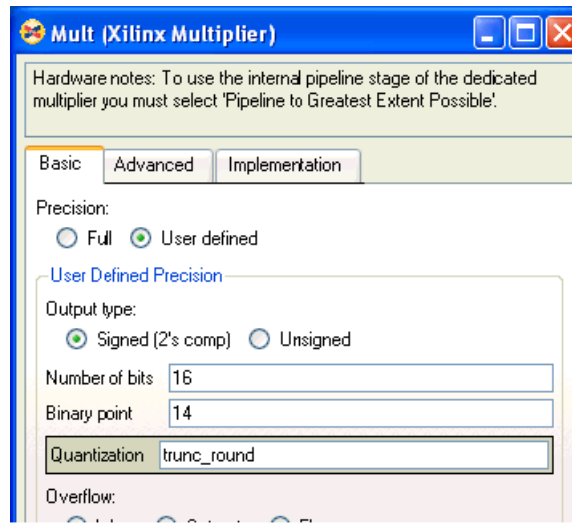 Mult (Xilinx Multiplier)
Hardware notes: To use the internal pipeline stage of the dedicated
multiplier you must select 'Pipeline to Greatest Extent Possible'.
Basic Advanced Implementation
Precision:
Full User defined
User Defined Precision
Output type:
Signed (2's comp) Unsigned
Number of bits 16
Binary point 14
Quantization trunc_round
Overflow: